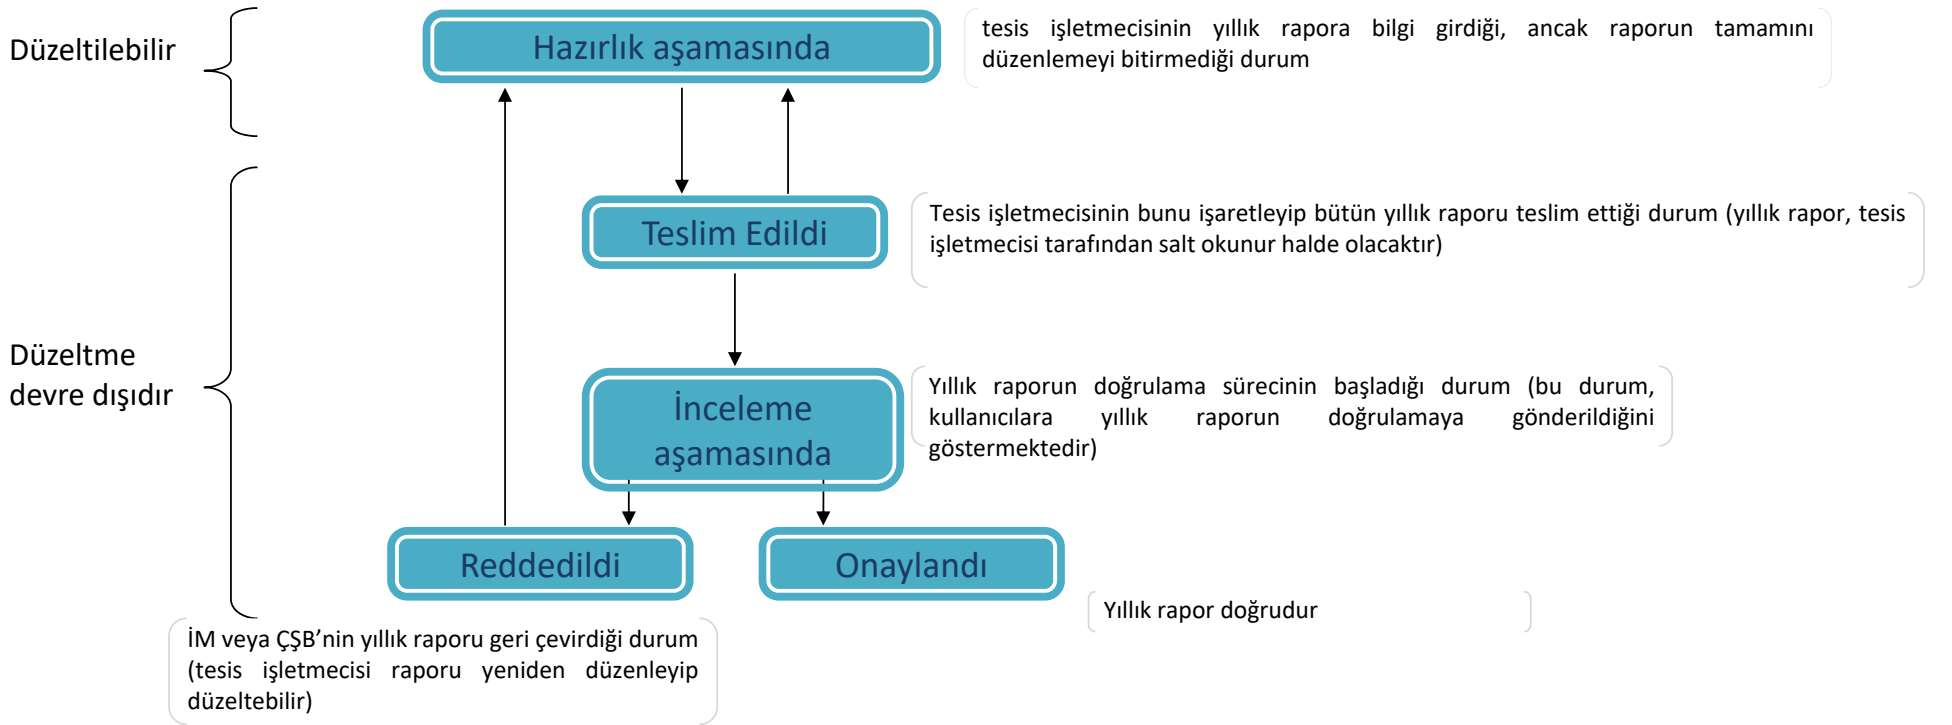 Düzeltilebilir
Hazırlık aşamasında
tesis işletmecisinin yıllık rapora bilgi girdiği, ancak raporun tamamını
düzenlemeyi bitirmediği durum
Teslim Edildi
Tesis işletmecisinin bunu işaretleyip bütün yıllık raporu teslim ettiği durum (yıllık rapor, tesis
işletmecisi tarafından salt okunur halde olacaktır)
Düzeltme
devre dışıdır
İnceleme
aşamasında
Yıllık raporun doğrulama sürecinin başladığı durum (bu durum,
kullanıcılara yıllık raporun doğrulamaya gönderildiğini
göstermektedir)
Reddedildi
Onaylandı
Yıllık rapor doğrudur
İM veya ÇŞB’nin yıllık raporu geri çevirdiği durum
(tesis işletmecisi raporu yeniden düzenleyip
düzeltebilir)